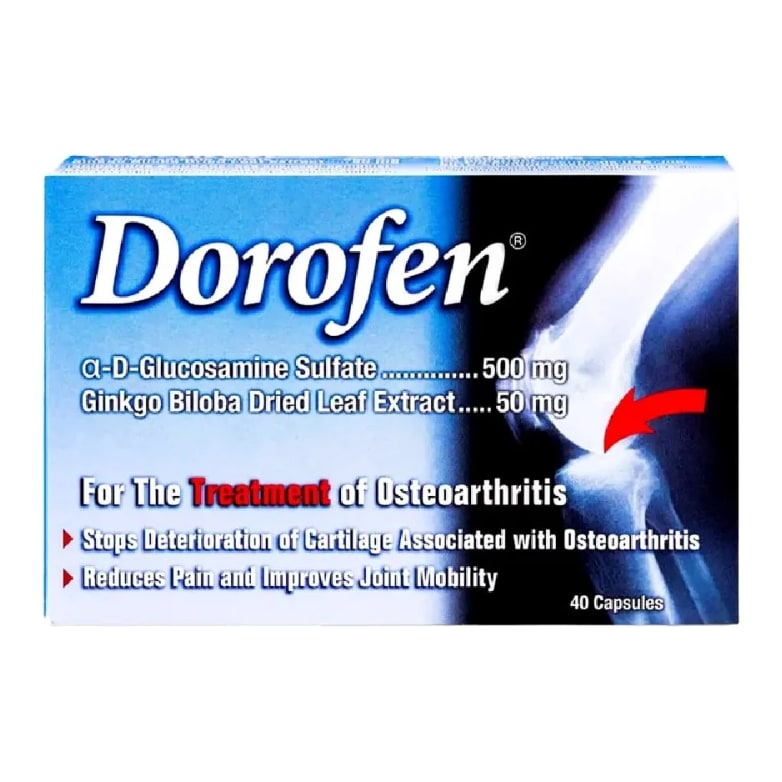 Dorofen®
α-D-Glucosamine Sulfate .............. 500 mg
Ginkgo Biloba Dried Leaf Extract ..... 50 mg
For The Treatment of Osteoarthritis
Stops Deterioration of Cartilage Associated with Osteoarthritis
Reduces Pain and Improves Joint Mobility
40 Capsules